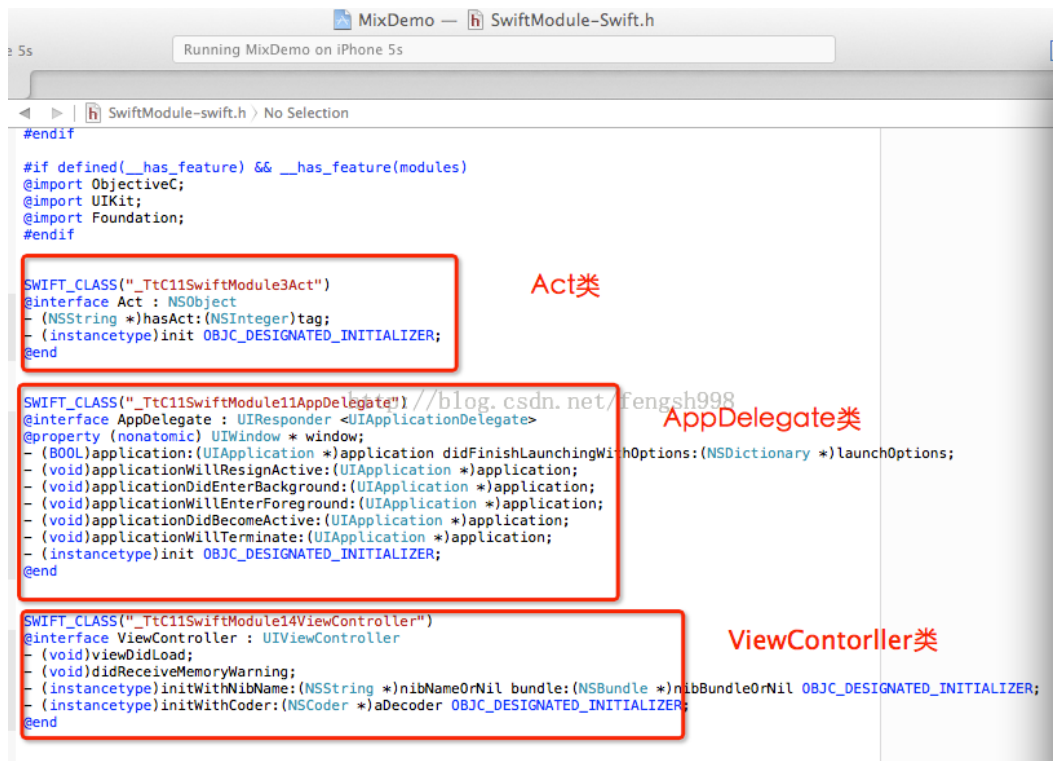 MixDemo — h SwiftModule-Swift.h
5s
Running MixDemo on iPhone 5s
h SwiftModule-swift.h 〉 No Selection
#endif
#if defined(__has_feature) && __has_feature(modules)
@import ObjectiveC;
@import UIKit;
@import Foundation;
#endif
SWIFT_CLASS("_TtC11SwiftModule3Act")
Act类
@interface Act : NSObject
- (NSString *)hasAct:(NSInteger)tag;
- (instancetype)init OBJC_DESIGNATED_INITIALIZER;
@end
SWIFT_CLASS("_TtC11SwiftModule11AppDelegate")
http://blog.csdn.net/fengsh998
@interface AppDelegate : UIResponder <UIApplicationDelegate>
AppDelegate类
@property (nonatomic) UIWindow * window;
- (BOOL)application:(UIApplication *)application didFinishLaunchingWithOptions:(NSDictionary *)launchOptions;
- (void)applicationWillResignActive:(UIApplication *)application;
- (void)applicationDidEnterBackground:(UIApplication *)application;
- (void)applicationWillEnterForeground:(UIApplication *)application;
- (void)applicationDidBecomeActive:(UIApplication *)application;
- (void)applicationWillTerminate:(UIApplication *)application;
- (instancetype)init OBJC_DESIGNATED_INITIALIZER;
@end
SWIFT_CLASS("_TtC11SwiftModule14ViewController")
@interface ViewController : UIViewController
ViewContorller类
- (void)viewDidLoad;
- (void)didReceiveMemoryWarning;
- (instancetype)initWithNibName:(NSString *)nibNameOrNil bundle:(NSBundle *)nibBundleOrNil OBJC_DESIGNATED_INITIALIZER;
- (instancetype)initWithCoder:(NSCoder *)aDecoder OBJC_DESIGNATED_INITIALIZER;
@end